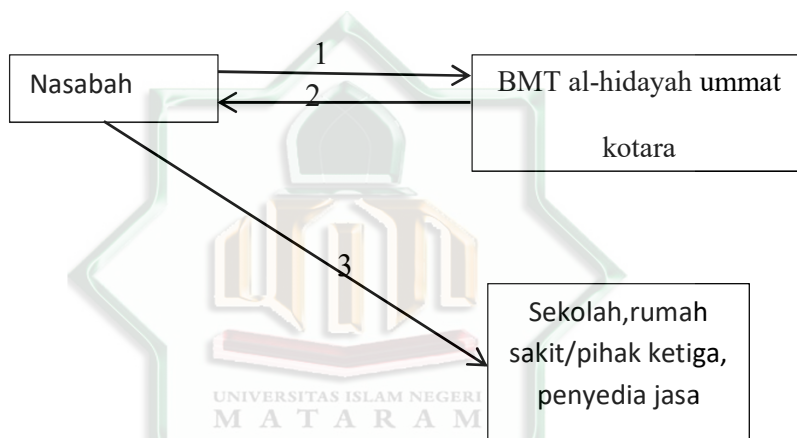 1
Nasabah
2
BMT al-hidayah ummat
kotara
3
Sekolah,rumah
sakit/pihak ketiga,
penyedia jasa
UNIVERSITAS ISLAM NEGERI
MATARAM